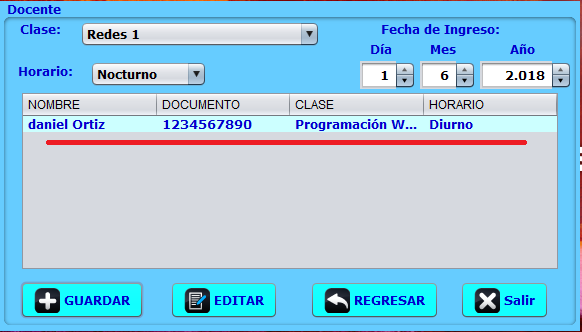 Docente
Clase: Redes 1 Fecha de Ingreso:
Día Mes Año
Horario: Nocturno 1 6 2.018
NOMBRE DOCUMENTO CLASE HORARIO
daniel Ortiz 1234567890 Programación W... Diurno
GUARDAR EDITAR REGRESAR Salir